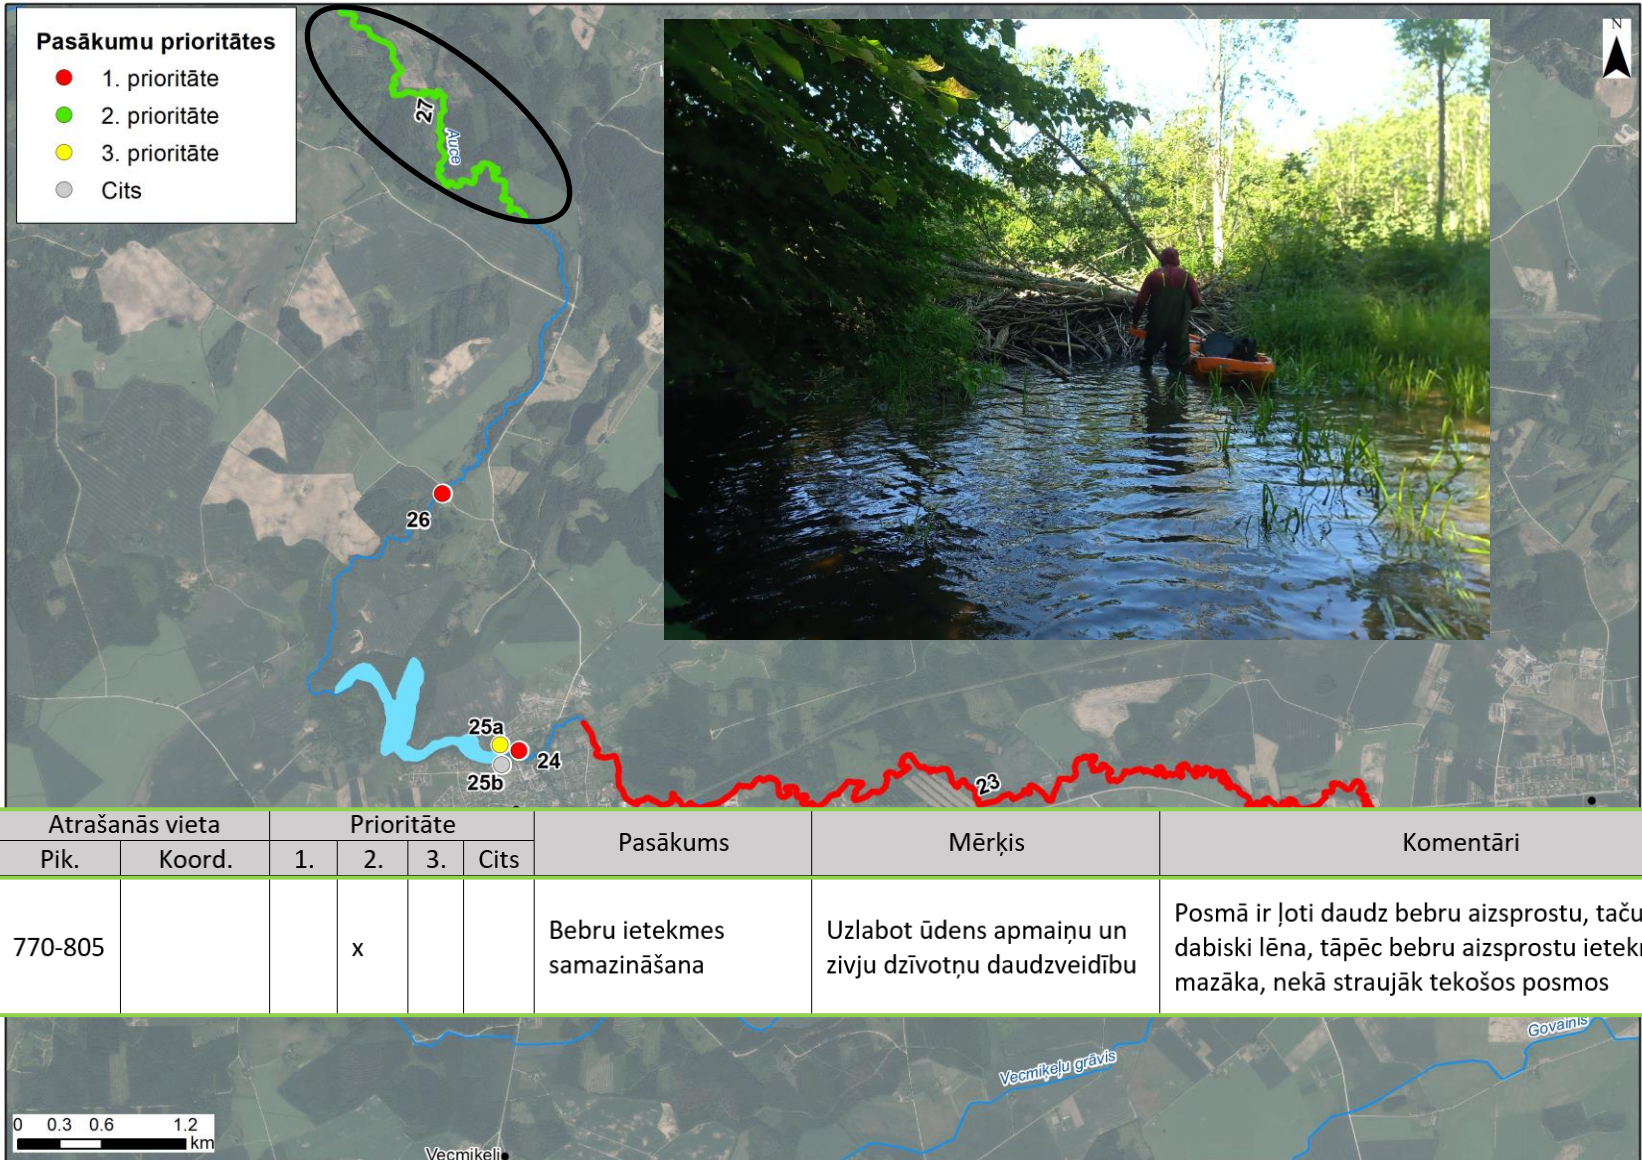 Pasākumu prioritātes
1. prioritāte
2. prioritāte
3. prioritāte
Cits
N
27
Auce
26
25a
24
25b
23
Atrašanās vieta
Prioritāte
Pasākums
Mērķis
Komentāri
Pik.
Koord.
1.
2.
3.
Cits
770-805
x
Bebru ietekmes
samazināšana
Uzlabot ūdens apmaiņu un
zivju dzīvotņu daudzveidību
Posmā ir ļoti daudz bebru aizsprostu, taču
dabiski lēna, tāpēc bebru aizsprostu
mazāka, nekā straujāk tekošos posmos
Govainis
Vecmiķeļu grāvis
0 0.3 0.6 1.2
km
Vecmiķeļi